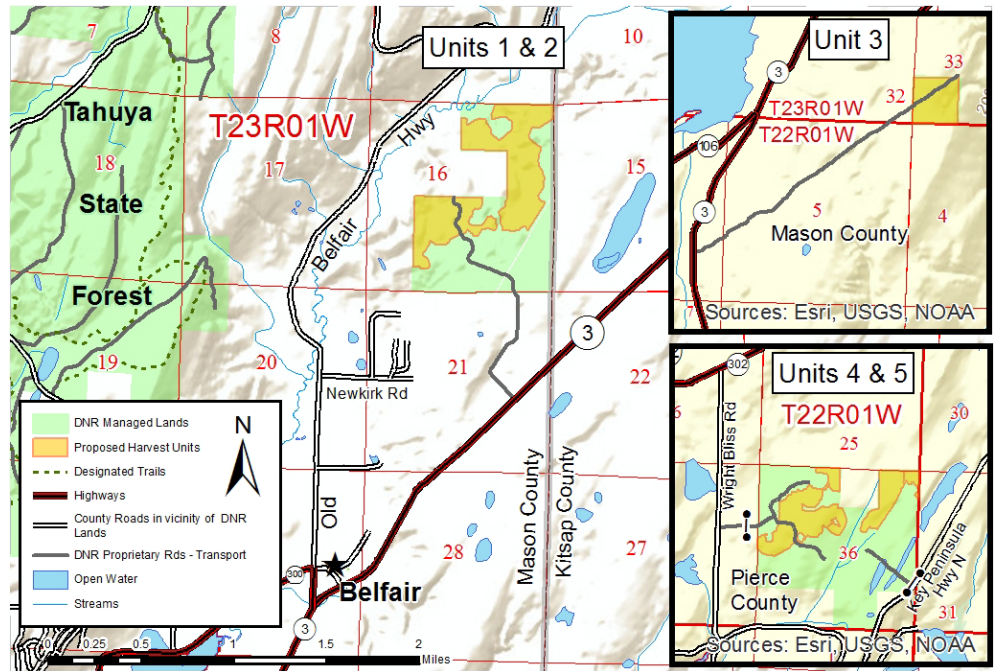 7
8
Units 1 & 2
10
Tahuya
T23R01W
Hwy
18
17
16
15
State
Belfair
Forest
3
19
20
21
22
Newkirk Rd
Old
Mason County
Kitsap County
28
27
300
Belfair
3
DNR Managed Lands
Proposed Harvest Units
Designated Trails
Highways
County Roads in vicinity of DNR
Lands
DNR Proprietary Rds - Transport
Open Water
Streams
N
0 0.25 0.5 1 1.5 2
Miles
Unit 3
3
33
32
T23R01W
T22R01W
106
3
5
4
Mason County
7
Sources: Esri, USGS, NOAA
Units 4 & 5
302
T22R01W
6
30
25
Wright Bliss Rd
36
Key Peninsula
Hwy N
Pierce
County
31
Sources: Esri, USGS, NOAA